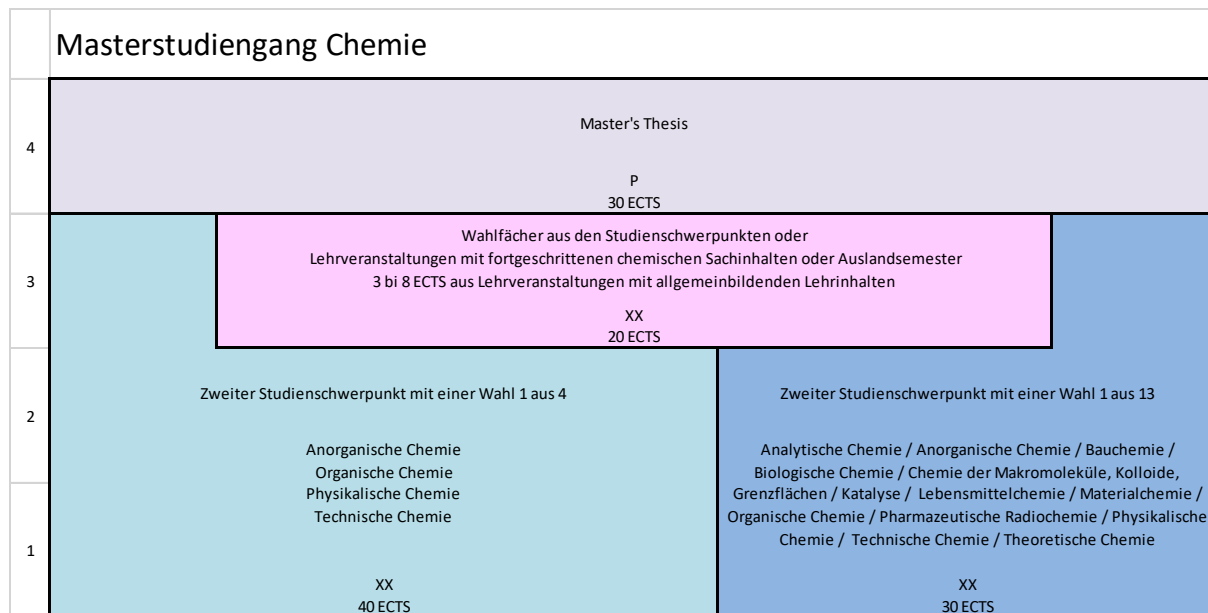 Masterstudiengang Chemie
4
Master's Thesis
P
30 ECTS
3
Wahlfächer aus den Studienschwerpunkten oder
Lehrveranstaltungen mit fortgeschrittenen chemischen Sachinhalten oder Auslandsemester
3 bi 8 ECTS aus Lehrveranstaltungen mit allgemeinbildenden Lehrinhalten
XX
20 ECTS
2
1
Zweiter Studienschwerpunkt mit einer Wahl 1 aus 4
Anorganische Chemie
Organische Chemie
Physikalische Chemie
Technische Chemie
XX
40 ECTS
Zweiter Studienschwerpunkt mit einer Wahl 1 aus 13
Analytische Chemie / Anorganische Chemie / Bauchemie /
Biologische Chemie / Chemie der Makromoleküle, Kolloide,
Grenzflächen / Katalyse / Lebensmittelchemie / Materialchemie /
Organische Chemie / Pharmazeutische Radiochemie / Physikalische
Chemie / Technische Chemie / Theoretische Chemie
XX
30 ECTS